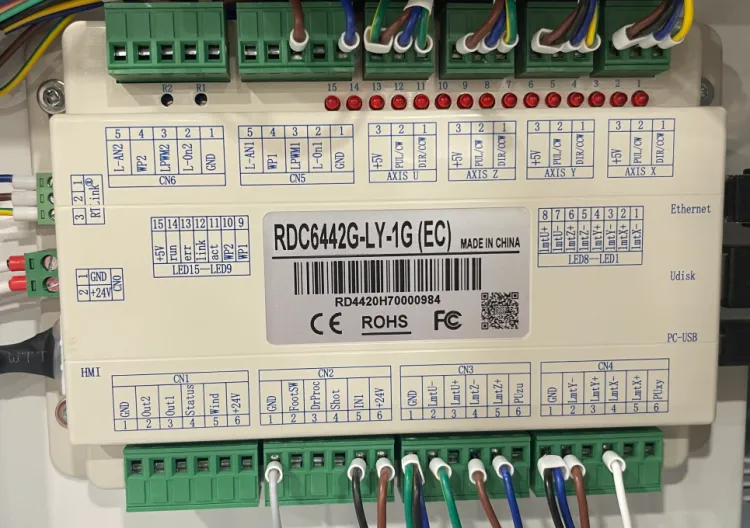 R2 R1
15 14 13 12 11 10 9 8 7 6 5 4 3 2 1
5 4 3 2 1
L-AN2 WP2 LPWM2 L-On2 GND
CN6
5 4 3 2 1
L-AN1 WP1 LPWM1 L-On1 GND
CN5
3 2 1
+5V PUL/CW DIR/CCW
AXIS U
3 2 1
+5V PUL/CW DIR/CCW
AXIS Z
3 2 1
+5V PUL/CW DIR/CCW
AXIS Y
3 2 1
+5V PUL/CW DIR/CCW
AXIS X
3 2 1
RTLink®
15 14 13 12 11 10 9
+5V run err link act WP2 WP1
LED15—LED9
RDC6442G-LY-1G (EC) MADE IN CHINA
RD4420H70000984
CE ROHS FC
8 7 6 5 4 3 2 1
LmtU+ LmtU- LmtZ+ LmtZ- LmtY+ LmtY- LmtX+ LmtX-
LED8—LED1
Ethernet
Udisk
PC-USB
1 GND
2 +24V
CN0
HMI
CN1
GND Out2 Out1 Status Wind +24V
1 2 3 4 5 6
CN2
GND FootSW DrProc Shot IN1 +24V
1 2 3 4 5 6
CN3
GND LmtU- LmtU+ LmtZ- LmtZ+ PUzu
1 2 3 4 5 6
CN4
GND LmtY- LmtY+ LmtX- LmtX+ PUxy
1 2 3 4 5 6